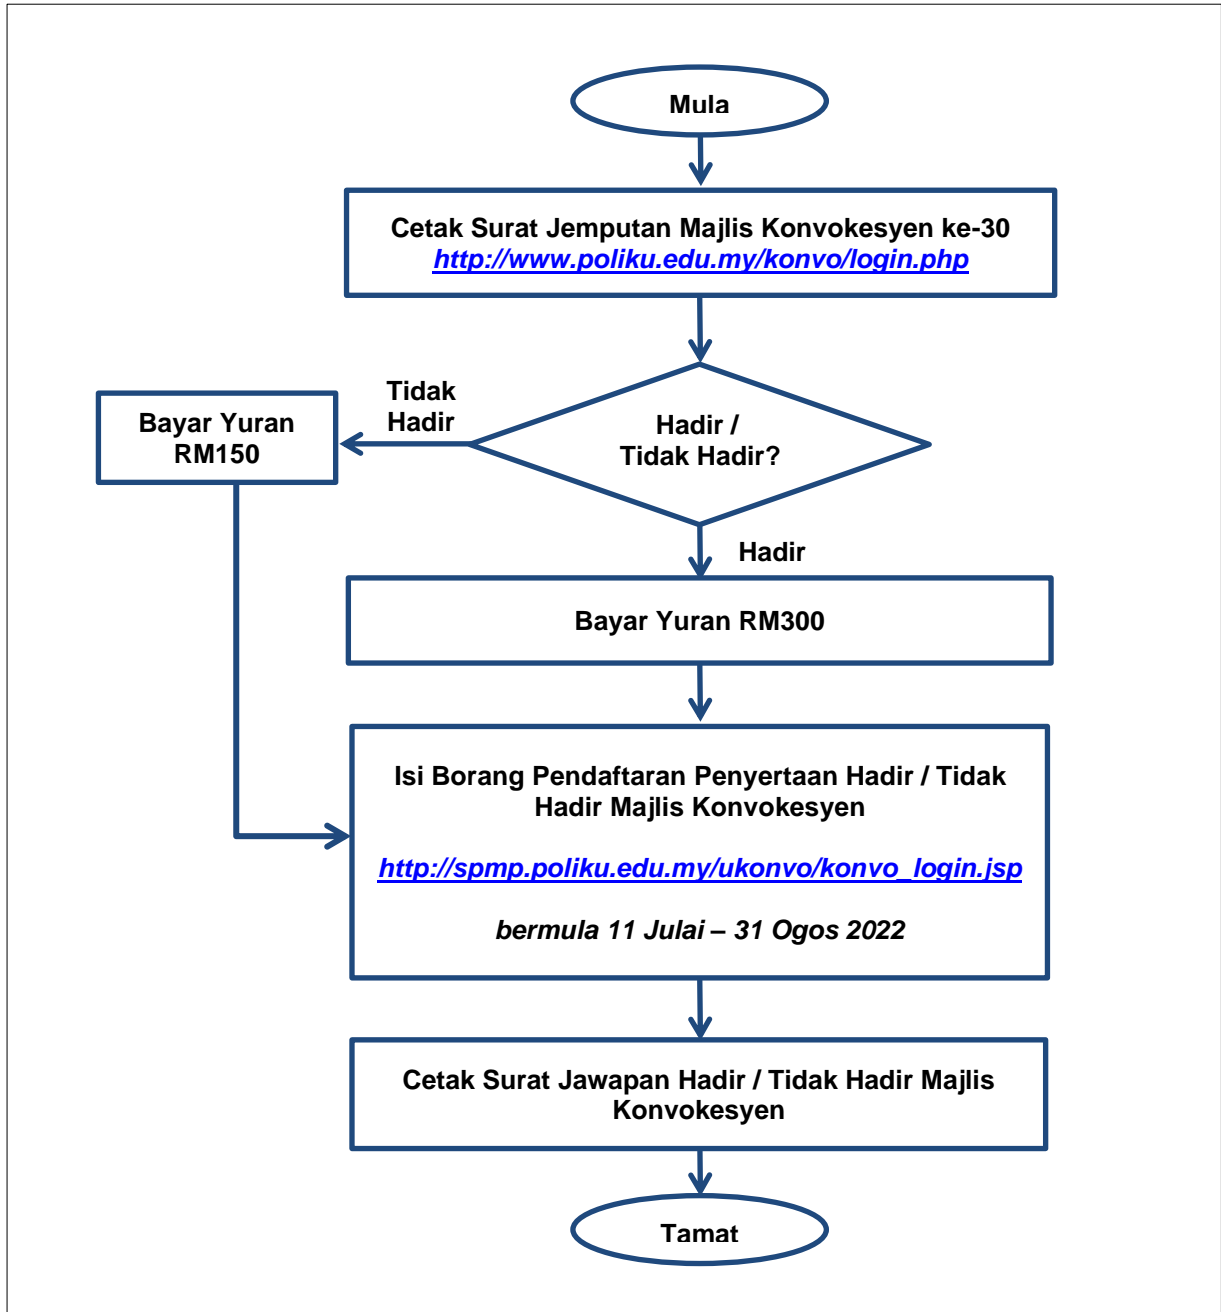 Mula
Cetak Surat Jemputan Majlis Konvokesyen ke-30
http://www.poliku.edu.my/konvo/login.php
Tidak
Hadir
Bayar Yuran
RM150
Hadir /
Tidak Hadir?
Hadir
Bayar Yuran RM300
Isi Borang Pendaftaran Penyertaan Hadir / Tidak
Hadir Majlis Konvokesyen
http://spmp.poliku.edu.my/ukonvo/konvo_login.jsp
bermula 11 Julai – 31 Ogos 2022
Cetak Surat Jawapan Hadir / Tidak Hadir Majlis
Konvokesyen
Tamat